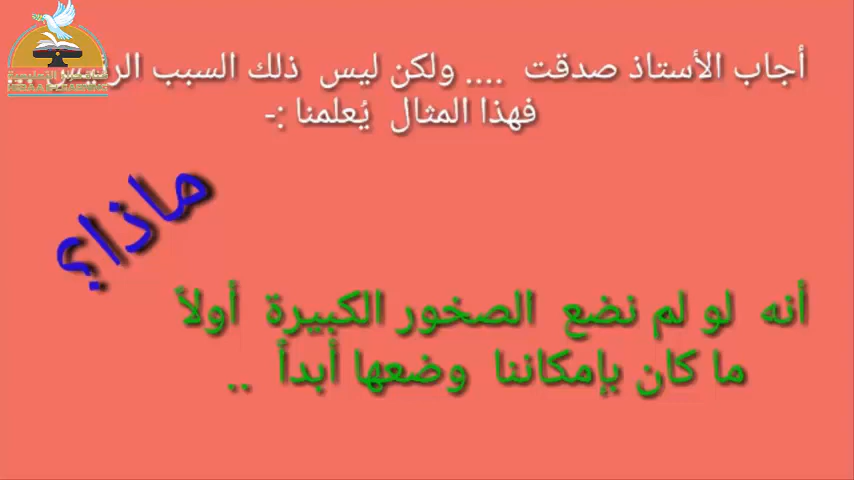 أجاب الأستاذ صدقت .... ولكن ليس ذلك السبب
فهذا المثال يُعلمنا :-
ماذا؟
أنه لو لم نضع الصخور الكبيرة أولاً
ما كان بإمكاننا وضعها أبداً ..